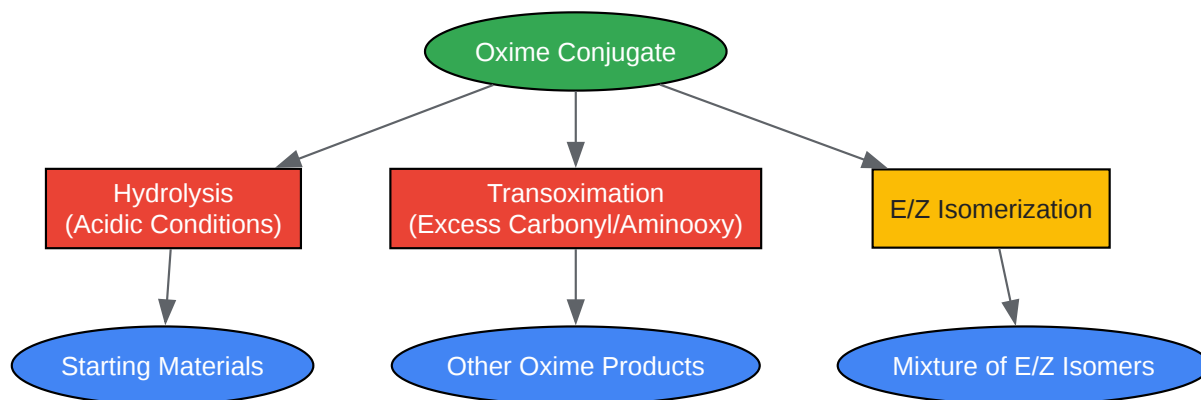 Oxime Conjugate
Hydrolysis
(Acidic Conditions)
Transoximation
(Excess Carbonyl/Aminooxy)
E/Z Isomerization
Starting Materials
Other Oxime Products
Mixture of E/Z Isomers